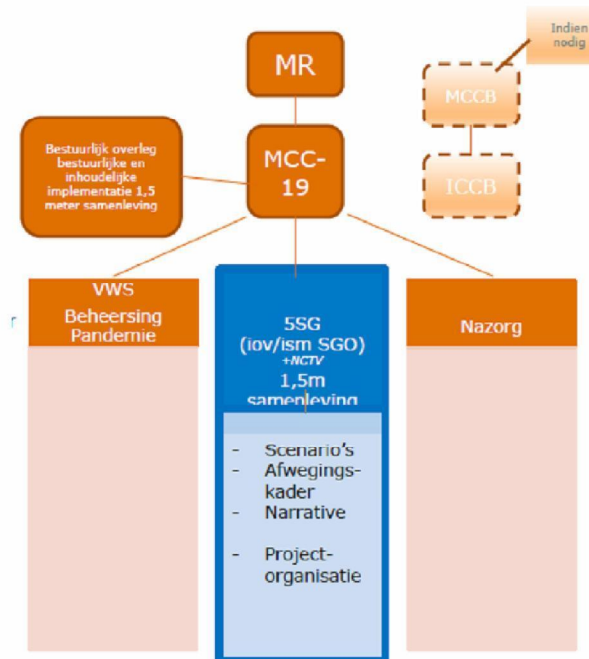 Indien
nodig
MR
MCCB
Bestuurlijk overleg
bestuurlijke en
inhoudelijke
implementatie 1,5
meter samenleving
MCC-
19
ICCB
VWS
Beheersing
Pandemie
5SG
(iov/ism SGO)
+NCTV
1,5m
samenleving
Nazorg
r
- Scenario's
- Afwegings-
kader
- Narrative
- Project-
organisatie